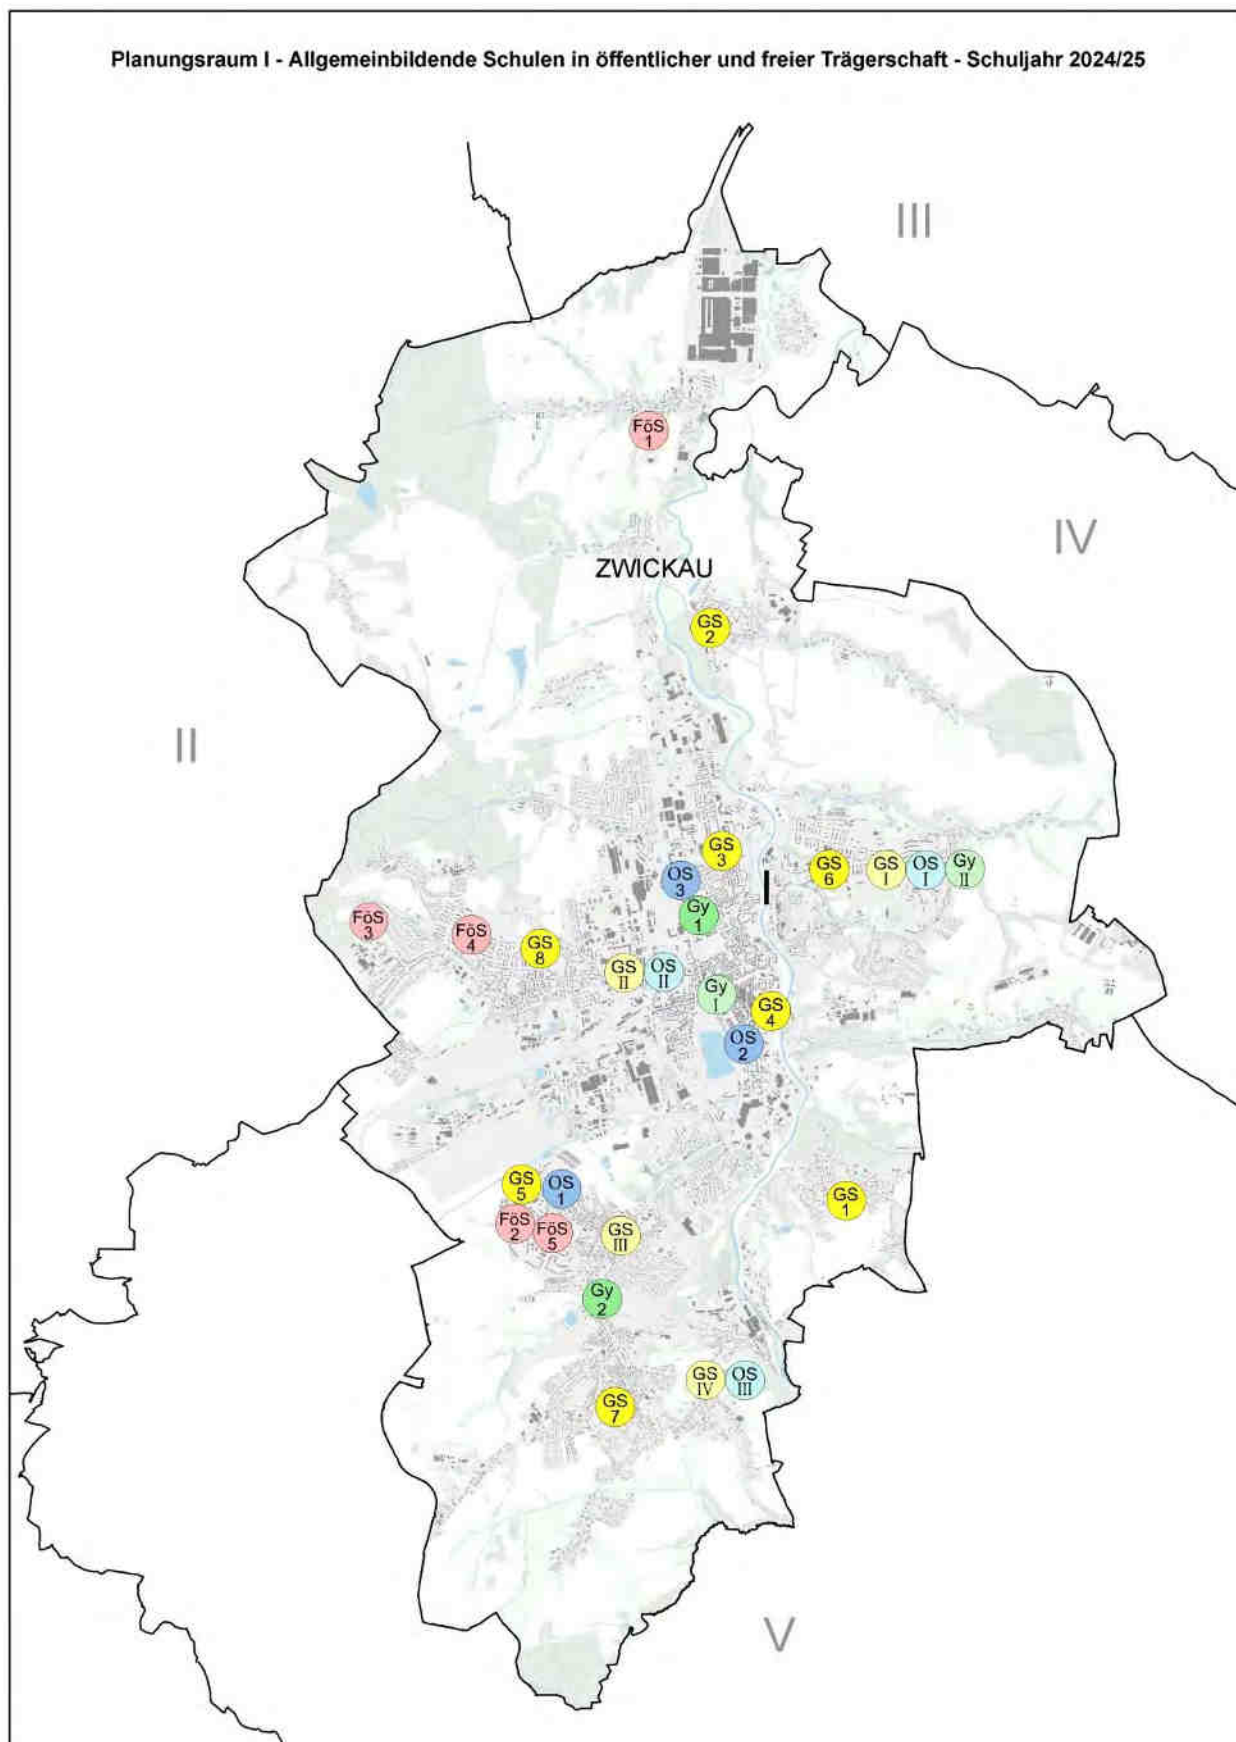 Planungsraum I - Allgemeinbildende Schulen in öffentlicher und freier Trägerschaft - Schuljahr 2024/25
III
FöS
1
IV
ZWICKAU
GS
2
II
GS
3
OS
3
I
GS
6
GS
I
OS
I
Gy
II
Gy
1
FöS
3
FöS
4
GS
8
GS
II
OS
II
Gy
I
GS
4
OS
2
GS
5
OS
1
GS
1
FöS
2
FöS
5
GS
III
Gy
2
GS
IV
OS
III
GS
7
V